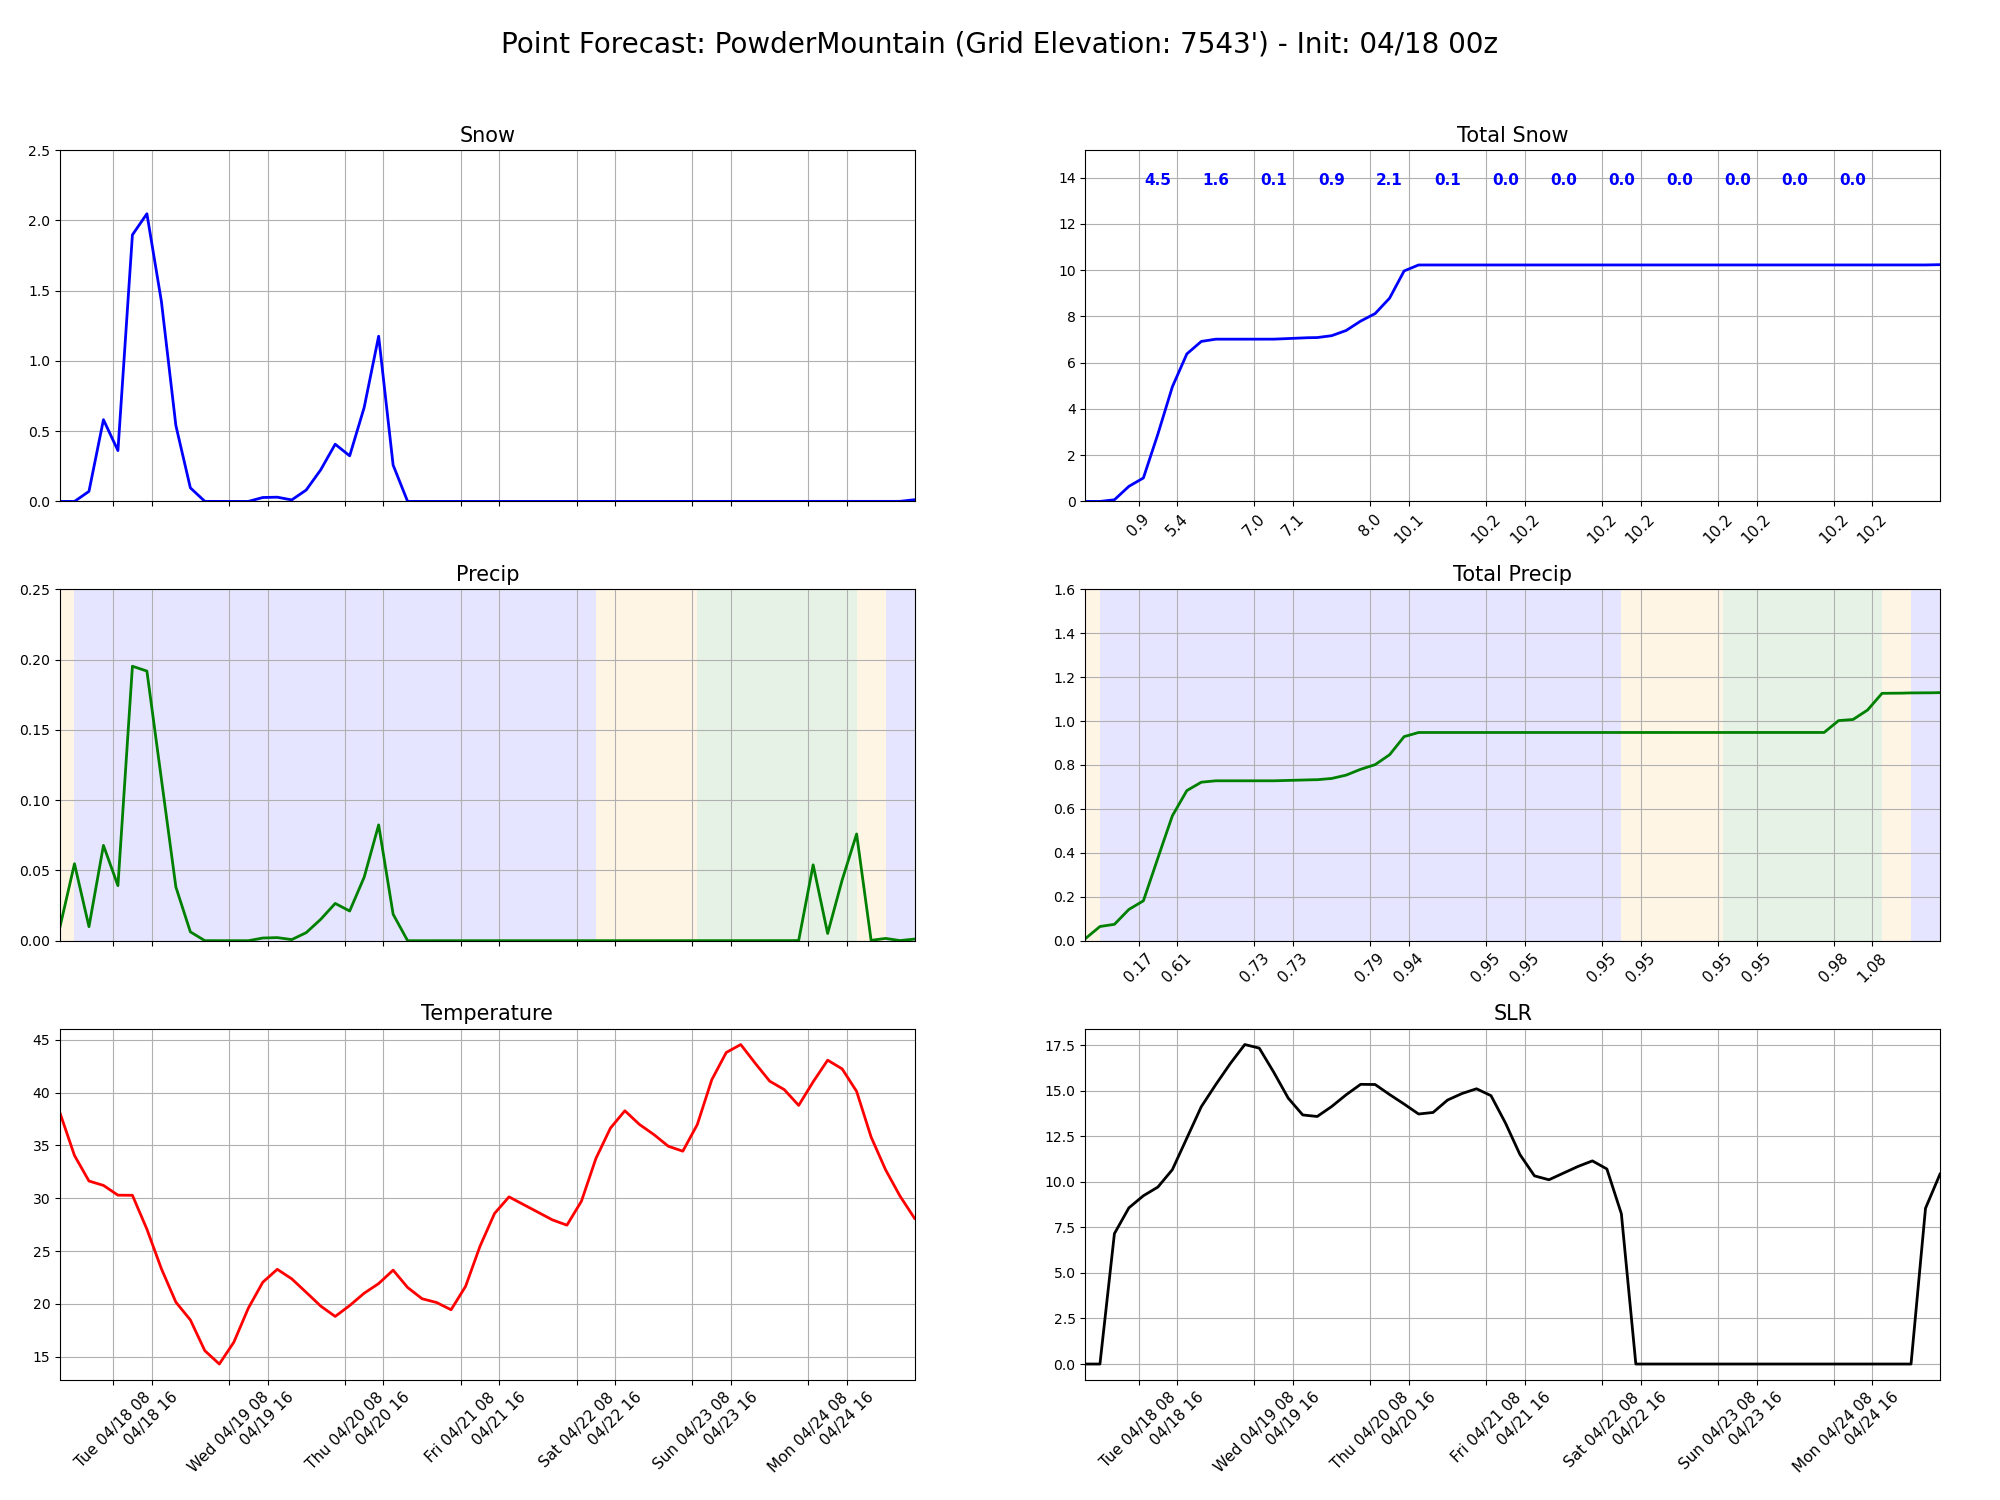 Point Forecast: PowderMountain (Grid Elevation: 7543') - Init: 04/18 00z
Snow
2.5
2.0
1.5
1.0
0.5
0.0
Total Snow
4.5 1.6 0.1 0.9 2.1 0.1 0.0 0.0 0.0 0.0 0.0 0.0 0.0
14
12
10
8
6
4
2
0
0.9 5.4 7.0 7.1 8.0 10.1 10.2 10.2 10.2 10.2 10.2 10.2 10.2 10.2
Precip
0.25
0.20
0.15
0.10
0.05
0.00
Total Precip
1.6
1.4
1.2
1.0
0.8
0.6
0.4
0.2
0.0
0.17 0.61 0.73 0.73 0.79 0.94 0.95 0.95 0.95 0.95 0.95 0.95 0.98 1.08
Temperature
45
40
35
30
25
20
15
Tue 04/18 08
04/18 16
Wed 04/19 08
04/19 16
Thu 04/20 08
04/20 16
Fri 04/21 08
04/21 16
Sat 04/22 08
04/22 16
Sun 04/23 08
04/23 16
Mon 04/24 08
04/24 16
SLR
17.5
15.0
12.5
10.0
7.5
5.0
2.5
0.0
Tue 04/18 08
04/18 16
Wed 04/19 08
04/19 16
Thu 04/20 08
04/20 16
Fri 04/21 08
04/21 16
Sat 04/22 08
04/22 16
Sun 04/23 08
04/23 16
Mon 04/24 08
04/24 16